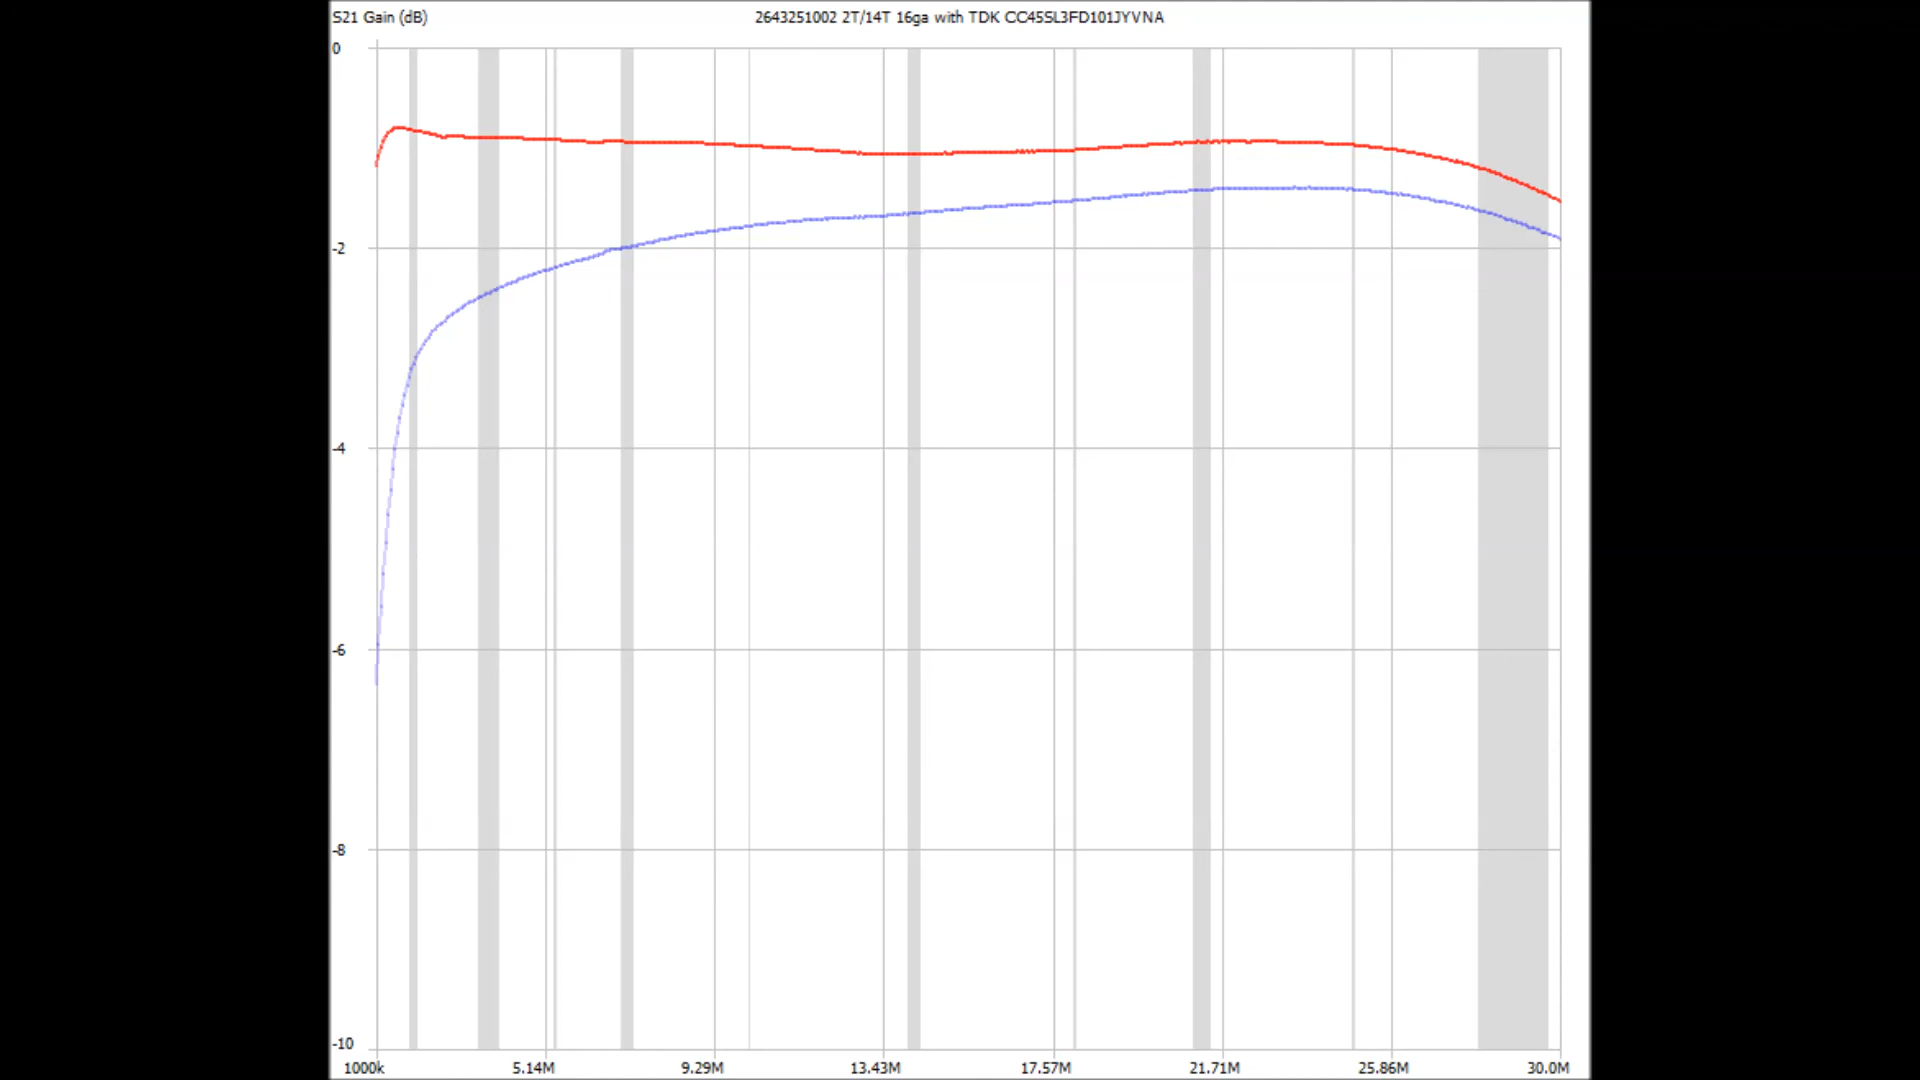 S21 Gain (dB)
2643251002 2T/14T 16ga with TDK CC45SL3FD101JYVNA
0
-2
-4
-6
-8
-10
1000k 5.14M 9.29M 13.43M 17.57M 21.71M 25.86M 30.0M